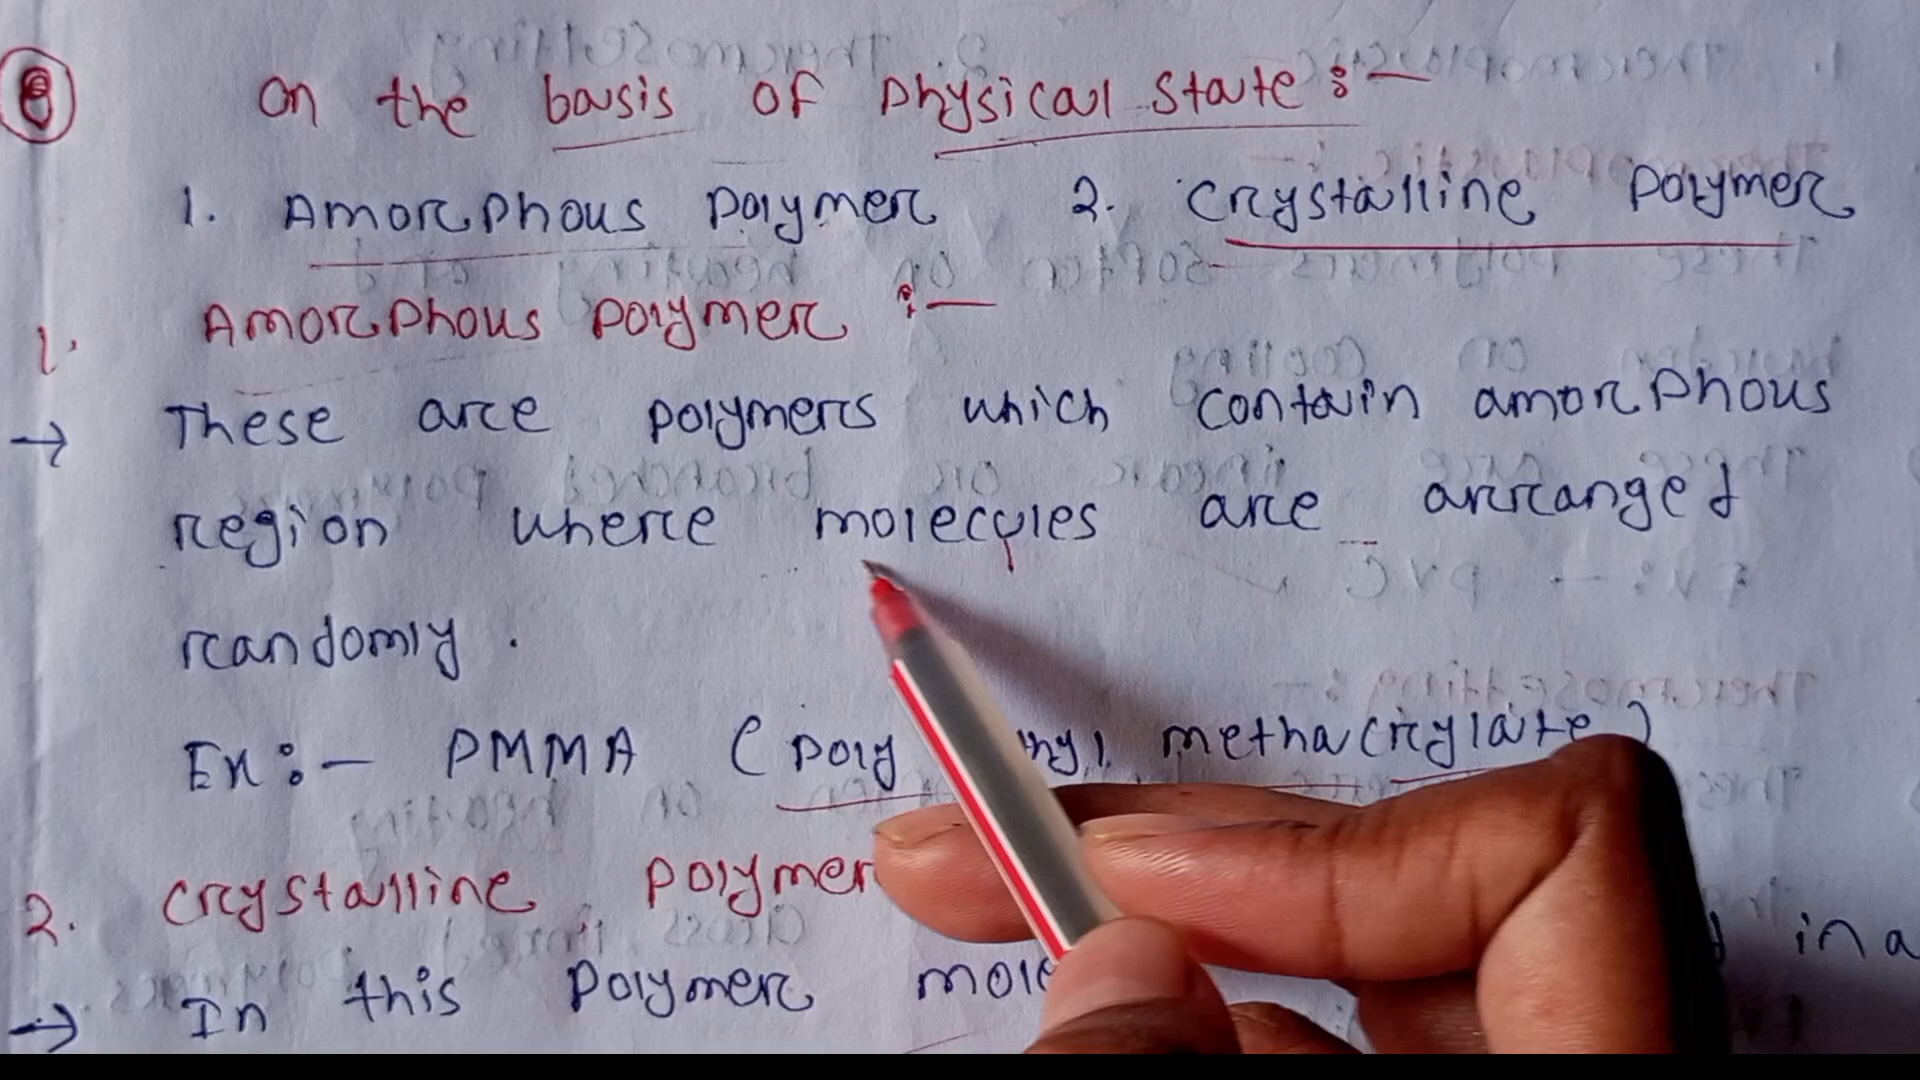 On the basis of physical state :-
1. Amorphous polymer 2. crystalline polymer
1. Amorphous polymer :-
→ These are polymers which contain amorphous
region where molecules are arranged
randomly.
Ex :- PMMA ( poly methacrylate )
2. crystalline polymer
→ In this polymer in a